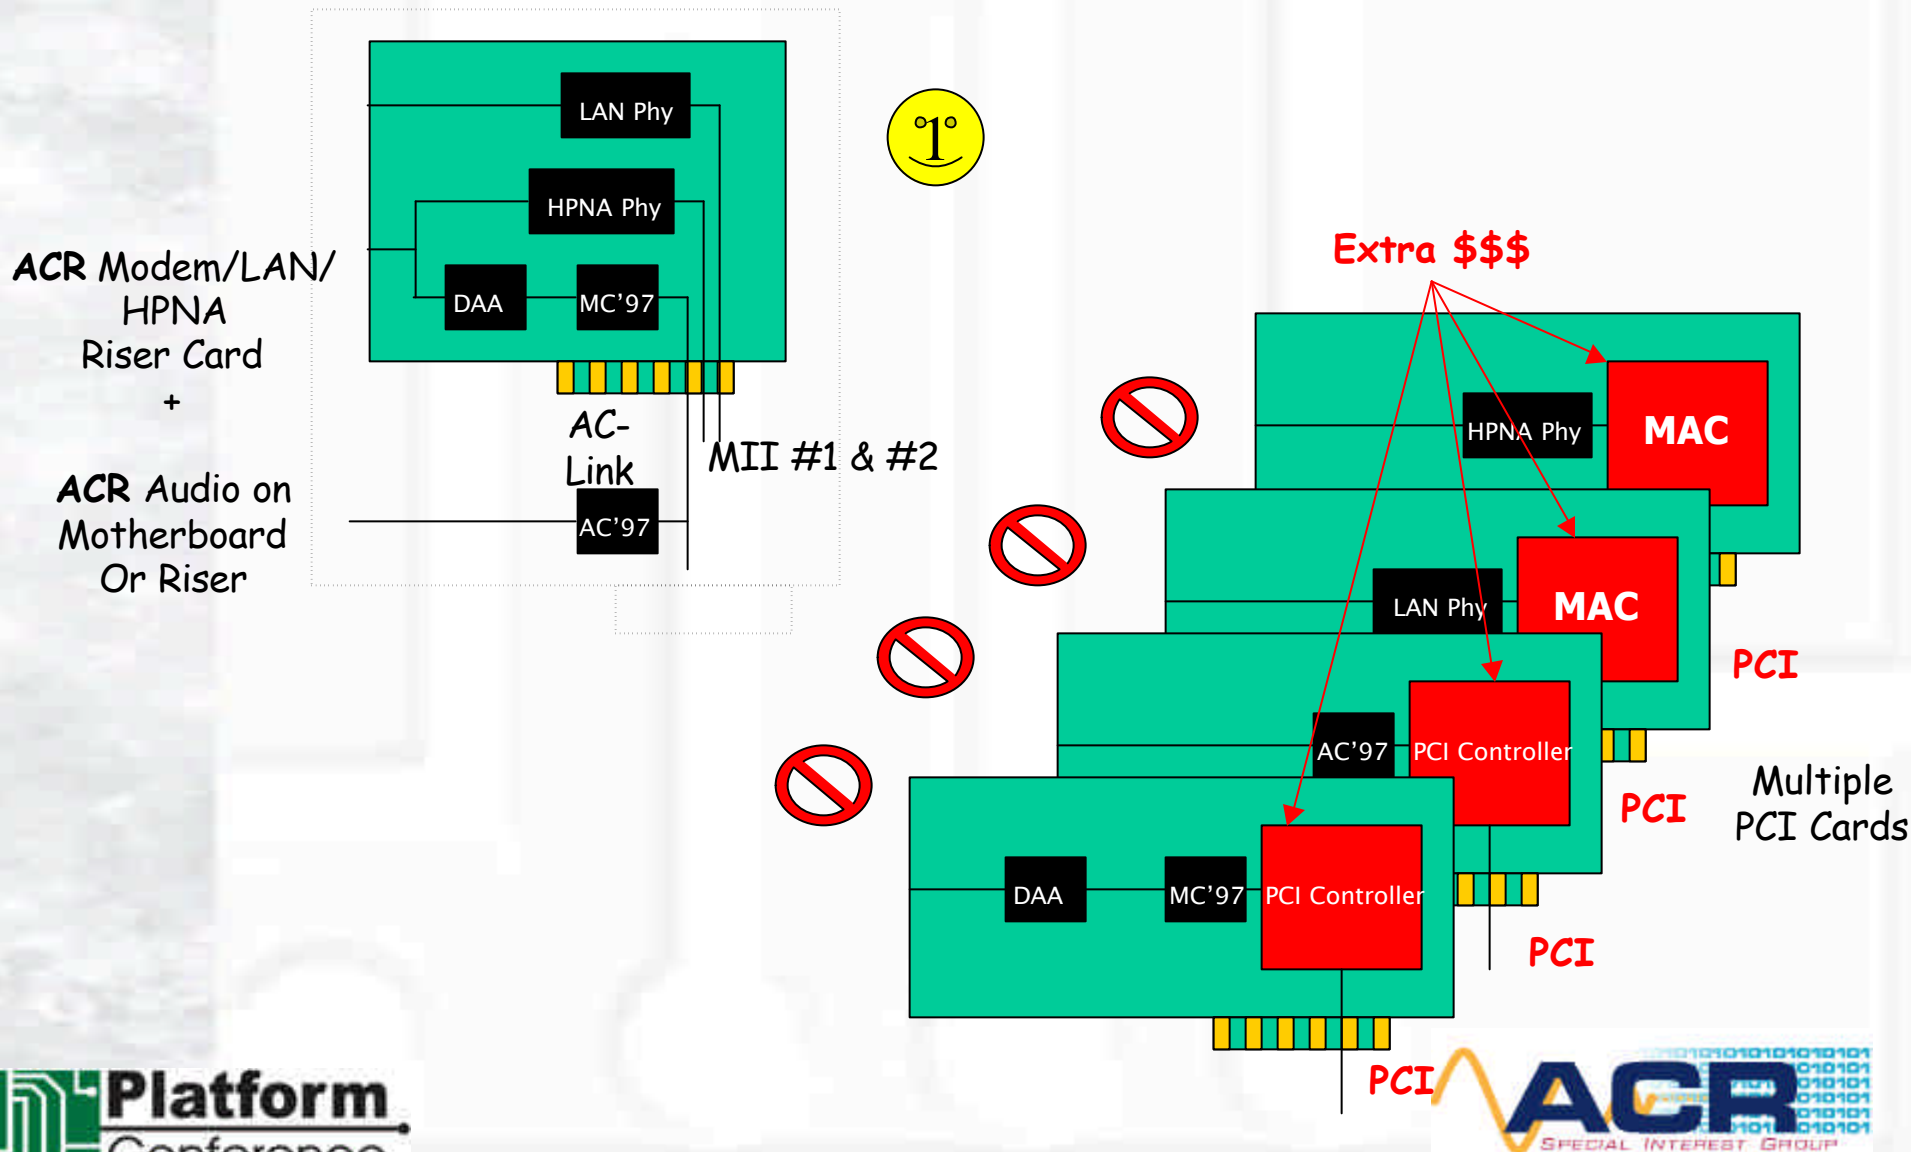 LAN Phy
1
HPNA Phy
DAA
MC'97
ACR Modem/LAN/
HPNA
Riser Card
+
ACR Audio on
Motherboard
Or Riser
AC-
Link
MII #1 & #2
AC'97
Extra $$$
HPNA Phy
MAC
LAN Phy
MAC
PCI
AC'97
PCI Controller
PCI
Multiple
PCI Cards
DAA
MC'97
PCI Controller
PCI
PCI
Platform
Conference
ACR
SPECIAL INTEREST GROUP